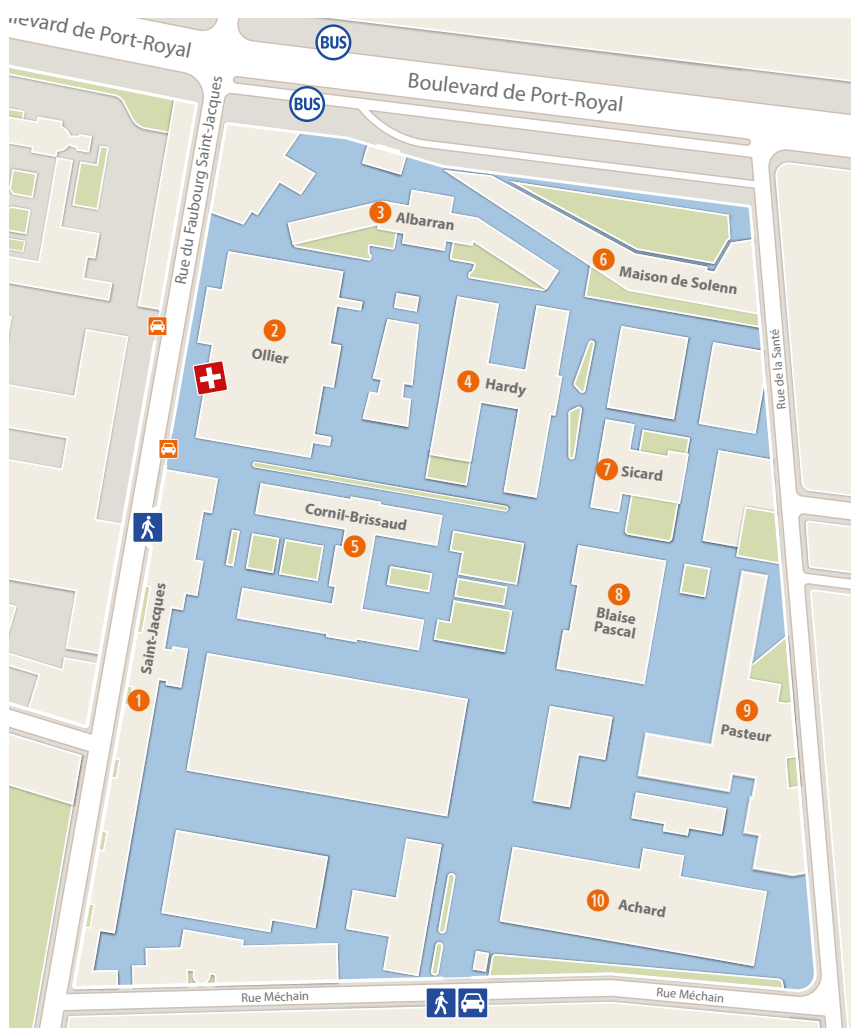 levard de Port-Royal
BUS
Boulevard de Port-Royal
BUS
Rue du Faubourg Saint-Jacques
3 Albarran
6 Maison de Solenn
2
Ollier
Rue de la Santé
4 Hardy
7 Sicard
Cornil-Brissaud
5
8
Blaise
Pascal
Saint-Jacques
1
9
Pasteur
10 Achard
Rue Méchain
Rue Méchain